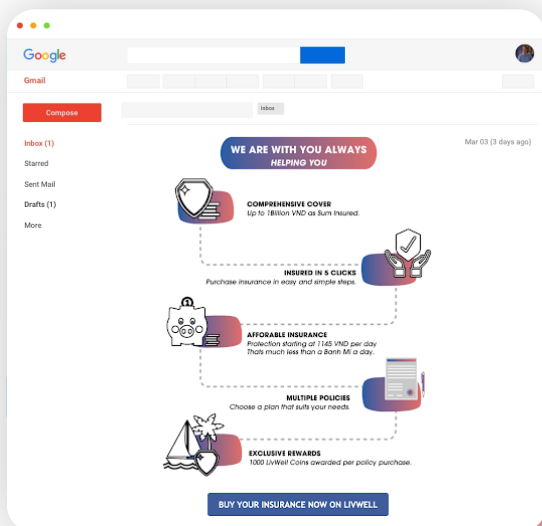 Google
Gmail
Compose
Inbox
Inbox (1)
Starred
Sent Mail
Drafts (1)
More
Mar 03 (3 days ago)
WE ARE WITH YOU ALWAYS
HELPING YOU
COMPREHENSIVE COVER
Up to 1Billion VND as Sum Insured.
INSURED IN 5 CLICKS
Purchase insurance in easy and simple steps.
AFFORABLE INSURANCE
Protection starting at 1145 VND per day
Thats much less than a Banh Mi a day.
MULTIPLE POLICIES
Choose a plan that suits your needs.
EXCLUSIVE REWARDS
1000 LivWell Coins awarded per policy purchase.
BUY YOUR INSURANCE NOW ON LIVWELL